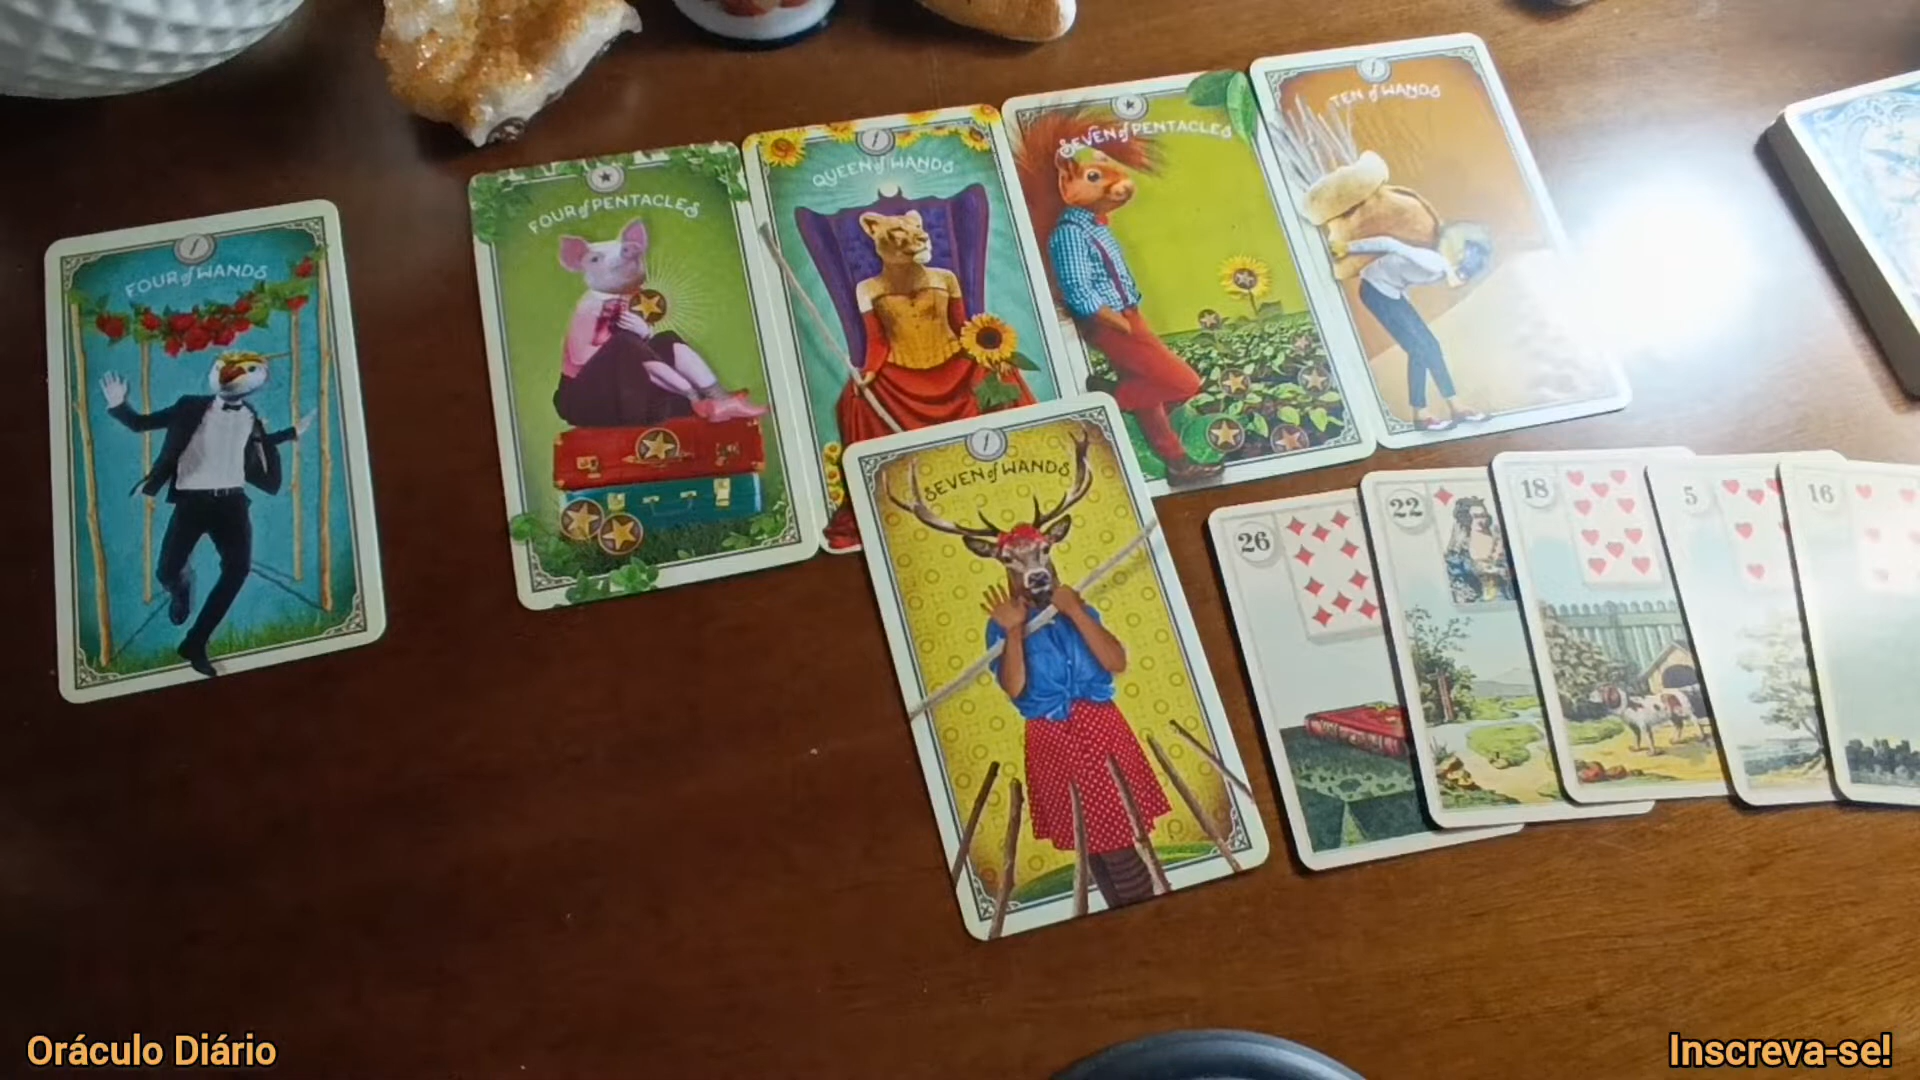 FOUR of WANDS
FOUR of PENTACLES
QUEEN of WANDS
SEVEN of PENTACLES
TEN of WANDS
SEVEN of WANDS
26
22
18
5
16
Oráculo Diário
Inscreva-se!